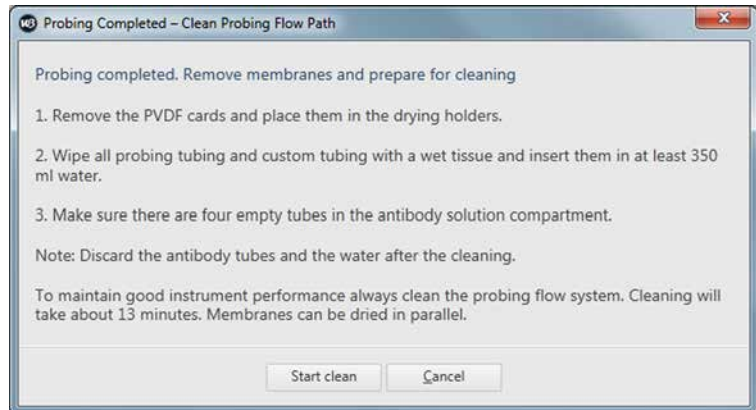 WB Probing Completed – Clean Probing Flow Path
Probing completed. Remove membranes and prepare for cleaning
1. Remove the PVDF cards and place them in the drying holders.
2. Wipe all probing tubing and custom tubing with a wet tissue and insert them in at least 350
ml water.
3. Make sure there are four empty tubes in the antibody solution compartment.
Note: Discard the antibody tubes and the water after the cleaning.
To maintain good instrument performance always clean the probing flow system. Cleaning will
take about 13 minutes. Membranes can be dried in parallel.
Start clean Cancel